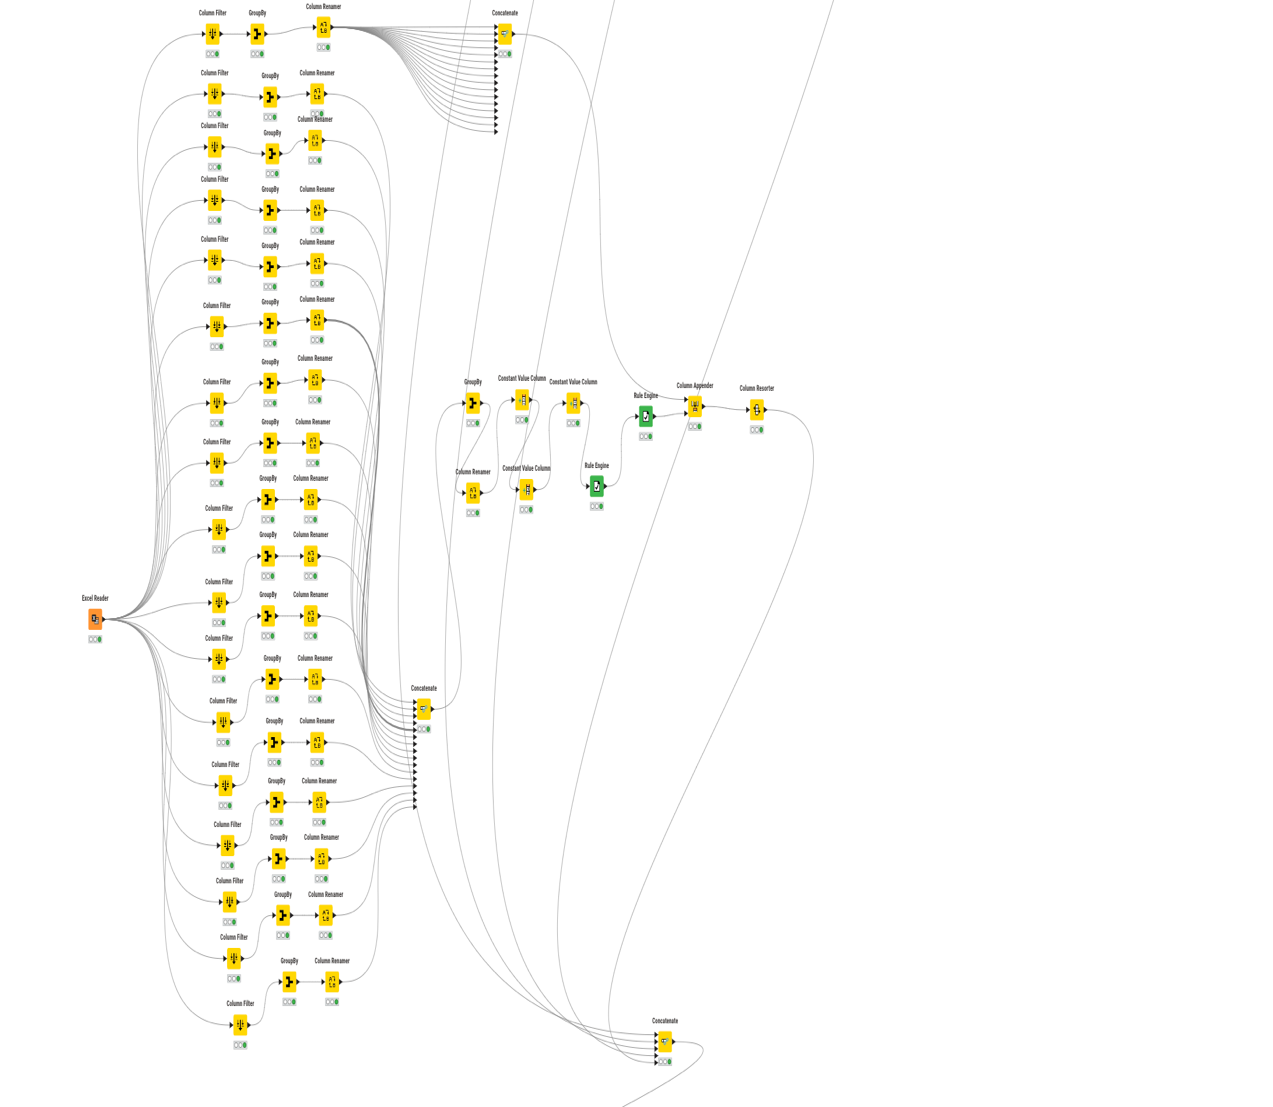 Column Filter
GroupBy
Column Renamer
Concatenate
Column Filter
GroupBy
Column Renamer
Column Filter
GroupBy
Column Renamer
Column Filter
GroupBy
Column Renamer
Column Filter
GroupBy
Column Renamer
Column Filter
GroupBy
Column Renamer
Column Filter
GroupBy
Column Renamer
Column Filter
GroupBy
Column Renamer
Column Filter
GroupBy
Column Renamer
Column Filter
GroupBy
Column Renamer
Column Filter
GroupBy
Column Renamer
Column Filter
GroupBy
Column Renamer
Column Filter
GroupBy
Column Renamer
Column Filter
GroupBy
Column Renamer
Column Filter
GroupBy
Column Renamer
Column Filter
GroupBy
Column Renamer
Column Filter
GroupBy
Column Renamer
Excel Reader
Concatenate
GroupBy
Column Renamer
Constant Value Column
Constant Value Column
Constant Value Column
Rule Engine
Rule Engine
Column Appender
Column Resorter
Concatenate